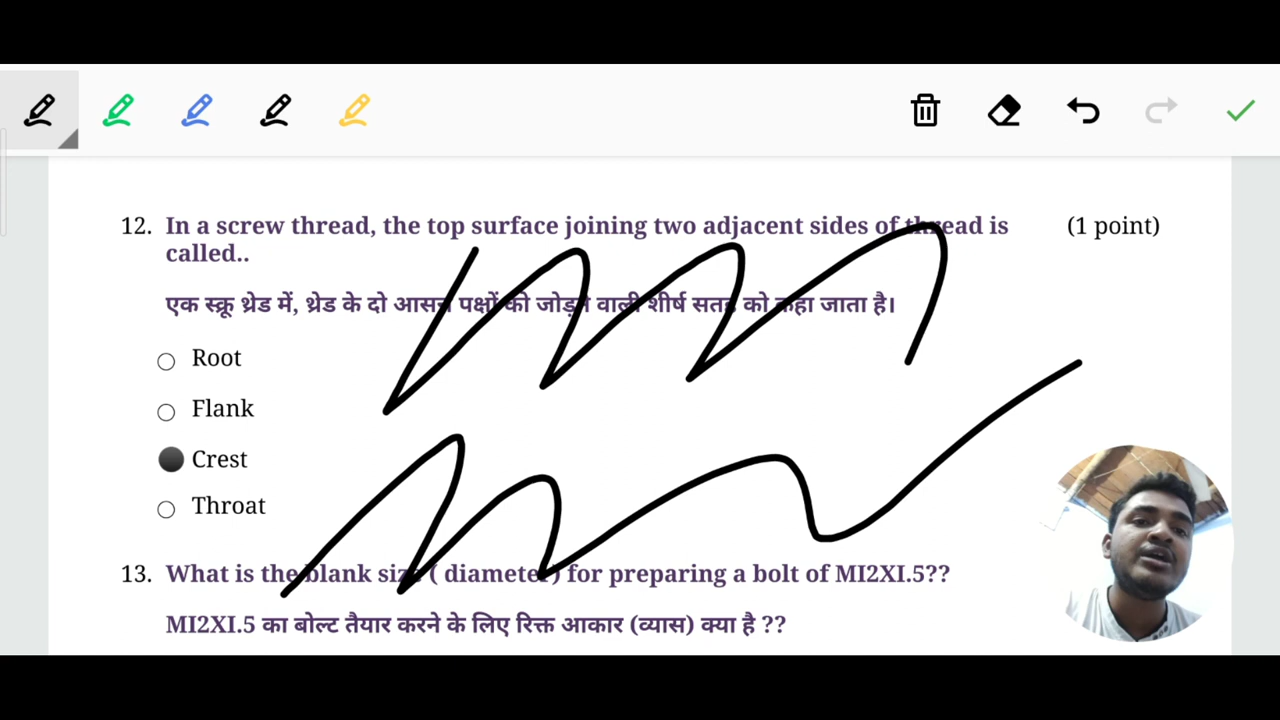 12. In a screw thread, the top surface joining two adjacent sides of thread is (1 point)
called..
एक स्क्रू थ्रेड में, थ्रेड के दो आसन्न पक्षों को जोड़ने वाली शीर्ष सतह को कहा जाता है।
Root
Flank
Crest
Throat
13. What is the blank size ( diameter) for preparing a bolt of MI2XI.5??
MI2XI.5 का बोल्ट तैयार करने के लिए रिक्त आकार (व्यास) क्या है ??